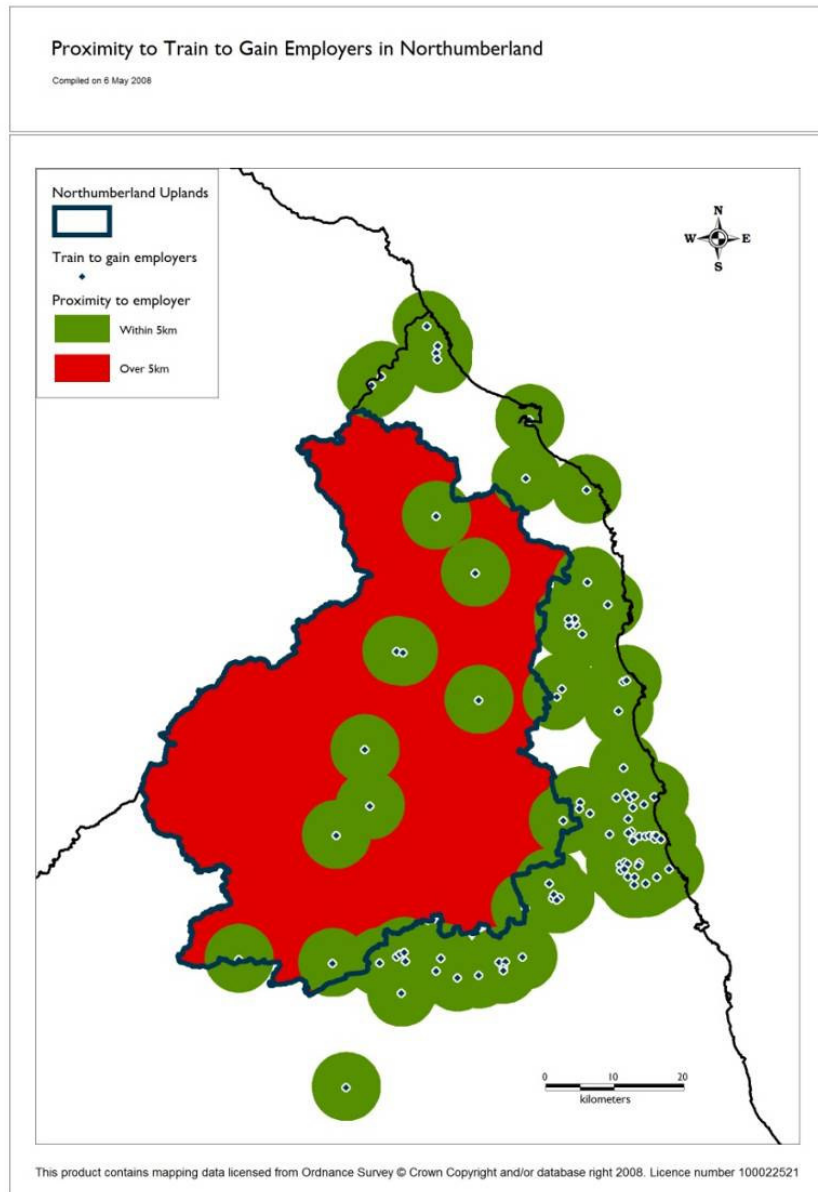 Proximity to Train to Gain Employers in Northumberland
Compiled on 6 May 2008
Northumberland Uplands
Train to gain employers
Proximity to employer
Within 5km
Over 5km
N
W E
S
0 10 20
kilometers
This product contains mapping data licensed from Ordnance Survey © Crown Copyright and/or database right 2008. Licence number 100022521